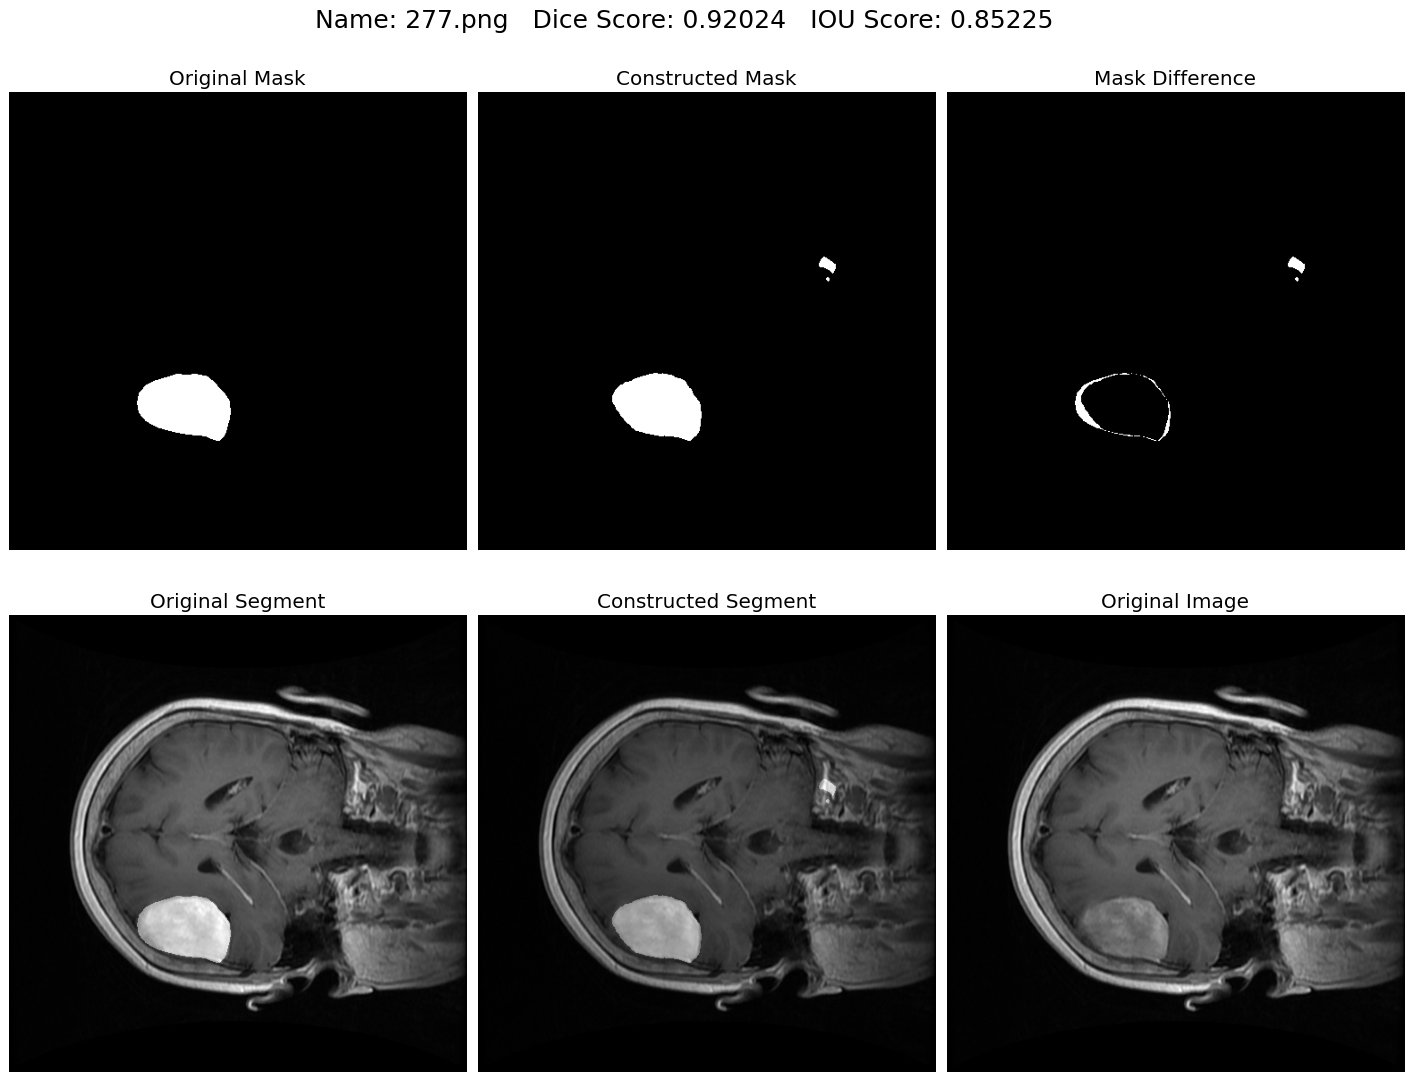 Name: 277.png   Dice Score: 0.92024   IOU Score: 0.85225
Original Mask
Constructed Mask
Mask Difference
Original Segment
Constructed Segment
Original Image